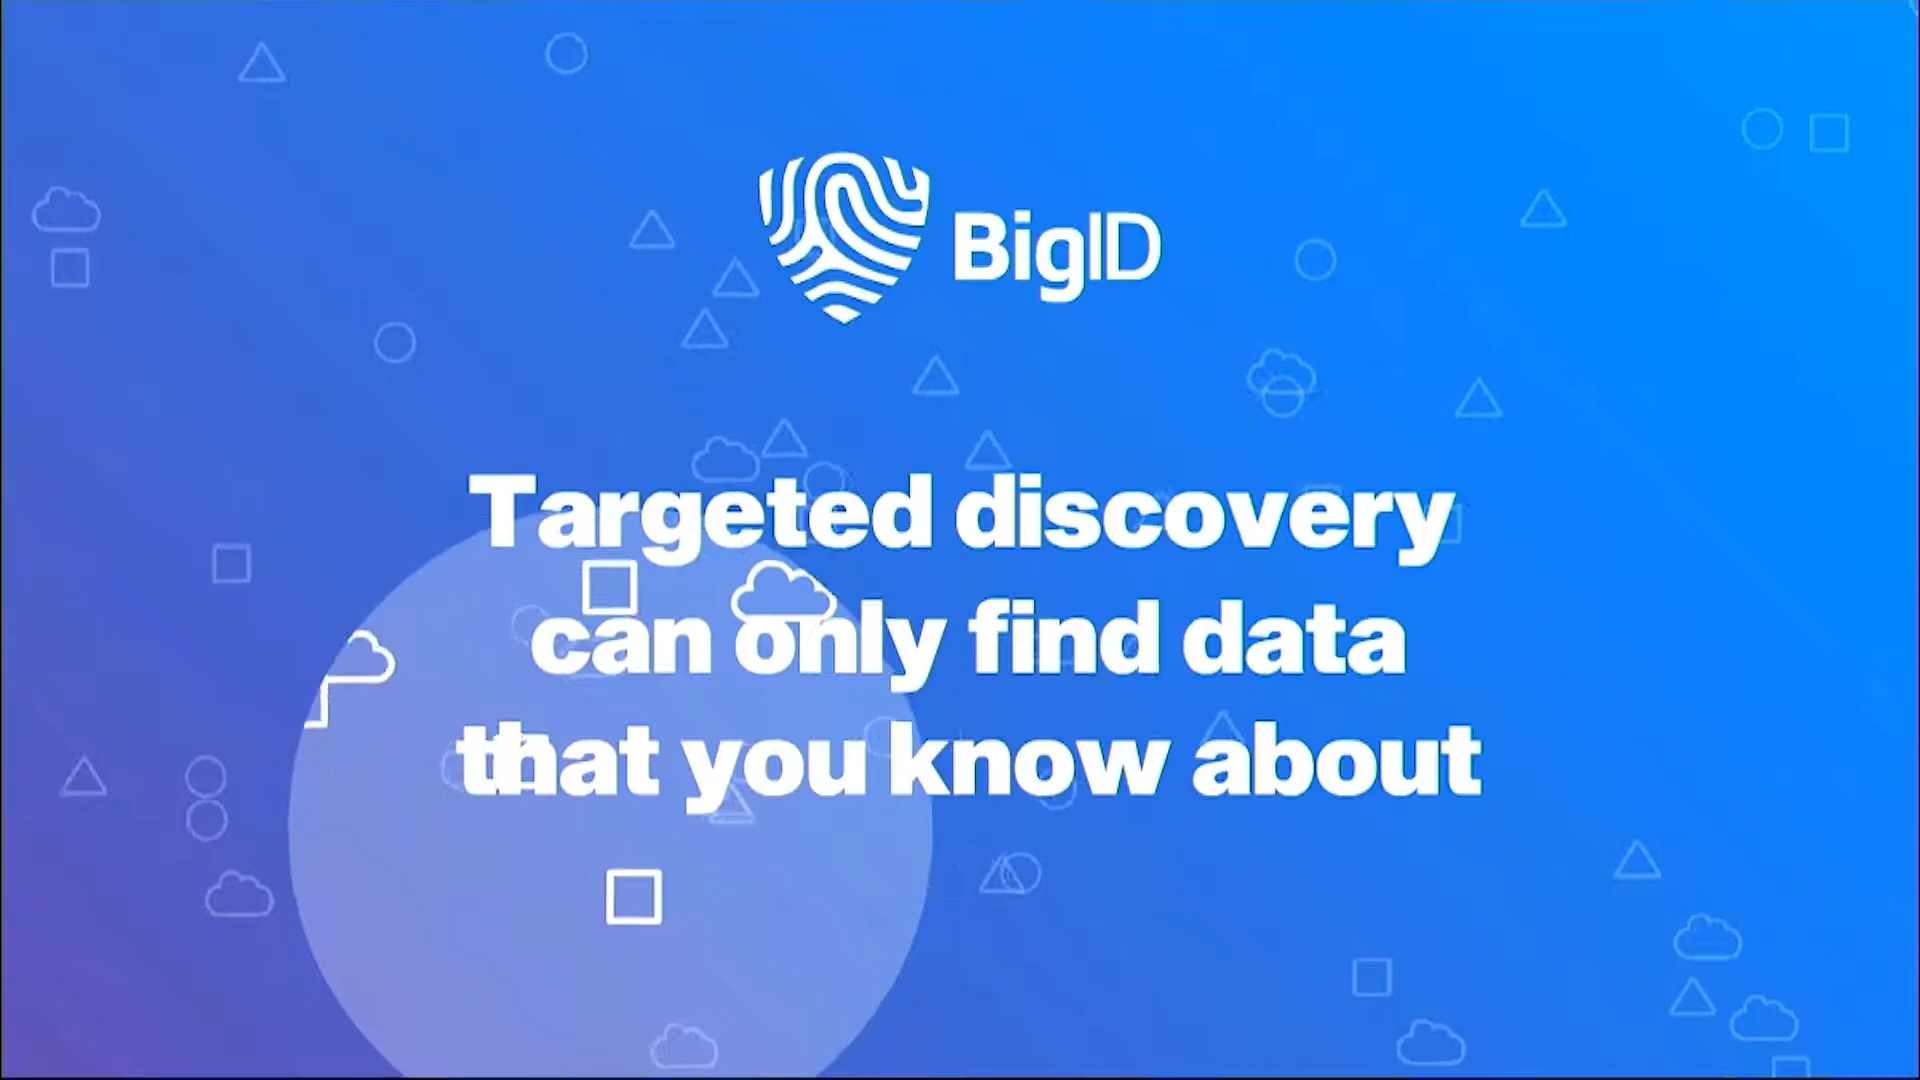 BigID
Targeted discovery
can only find data
that you know about